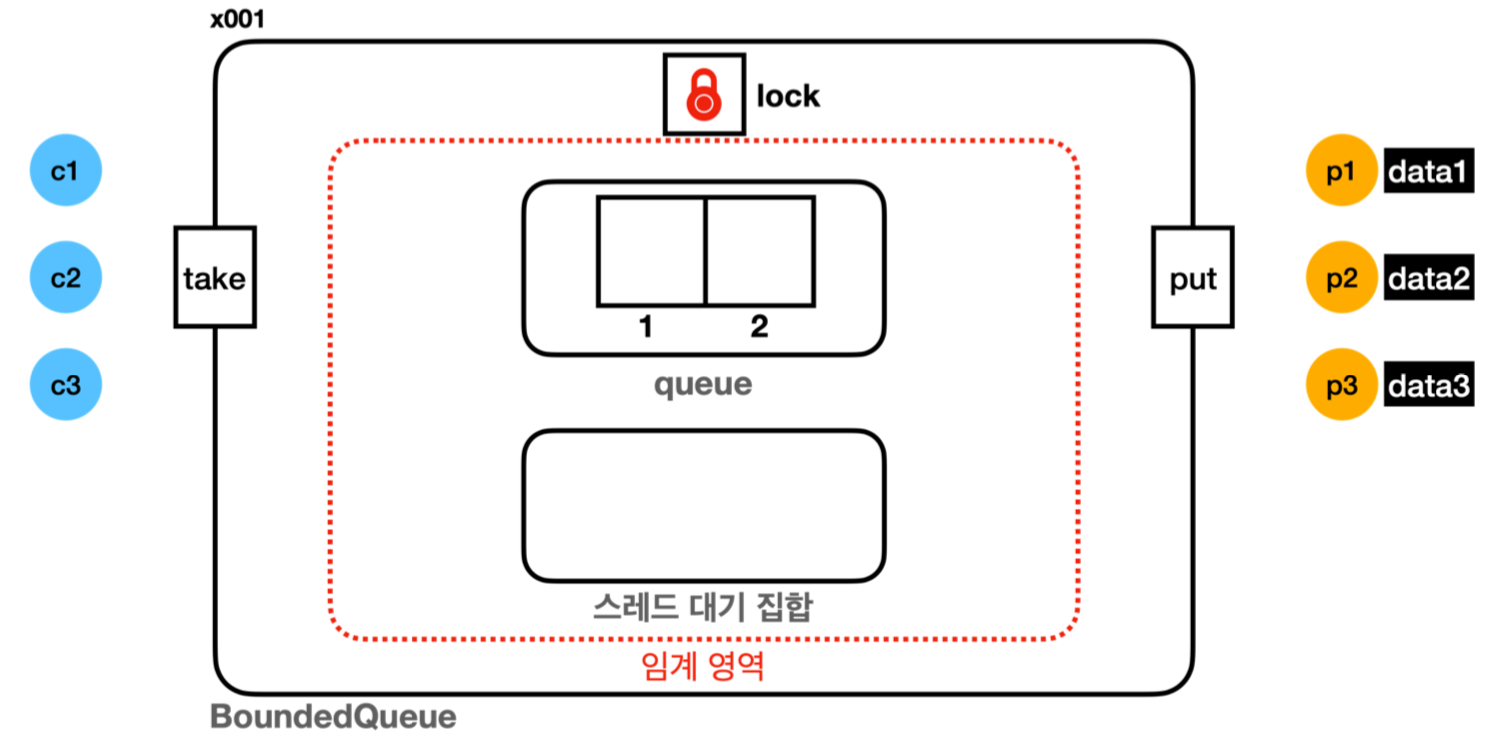 x001
lock
c1
c2
c3
take
1 2
queue
스레드 대기 집합
임계 영역
put
p1 data1
p2 data2
p3 data3
BoundedQueue